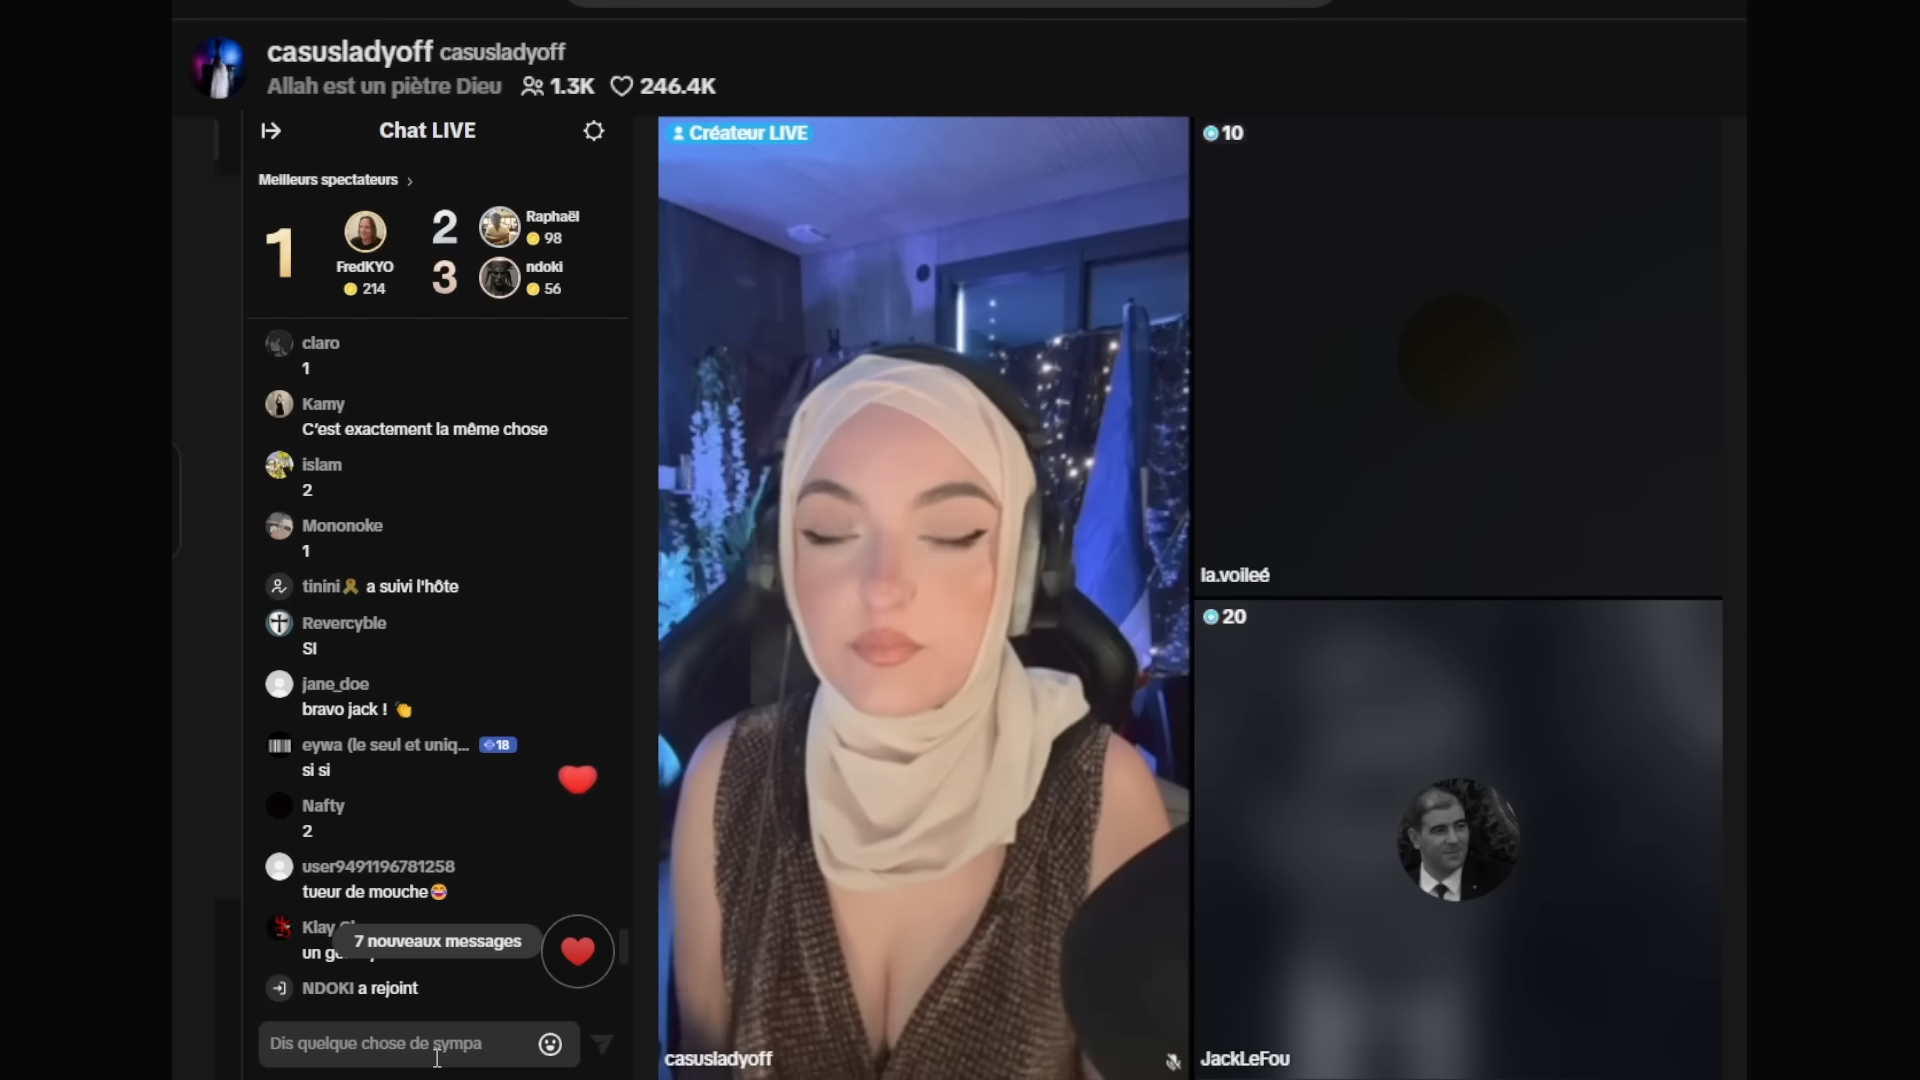 casusladyoff casusladyoff
Allah est un piètre Dieu 1.3K 246.4K
Chat LIVE
Meilleurs spectateurs
1
FredKYO
214
2
Raphaël
98
3
ndoki
56
claro
1
Kamy
C'est exactement la même chose
islam
2
Mononoke
1
tinini🎗️ a suivi l'hôte
Revercyble
SI
jane_doe
bravo jack ! 👏
eywa (le seul et uniq... 18
si si
Nafty
2
user9491196781258
tueur de mouche😂
Klay
un
7 nouveaux messages
NDOKI a rejoint
Dis quelque chose de sympa
Créateur LIVE
casusladyoff
10
la.voileé
20
JackLeFou